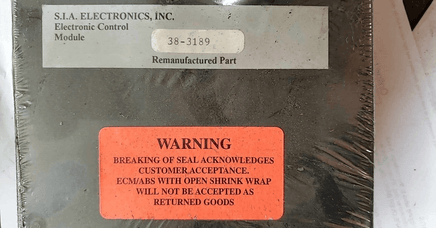 S.I.A. ELECTRONICS, INC.
Electronic Control
Module
38-3189
Remanufactured Part
WARNING
BREAKING OF SEAL ACKNOWLEDGES
CUSTOMER,ACCEPTANCE.
ECM/ABS WITH OPEN SHRINK WRAP
WILL NOT BE ACCEPTED AS
RETURNED GOODS